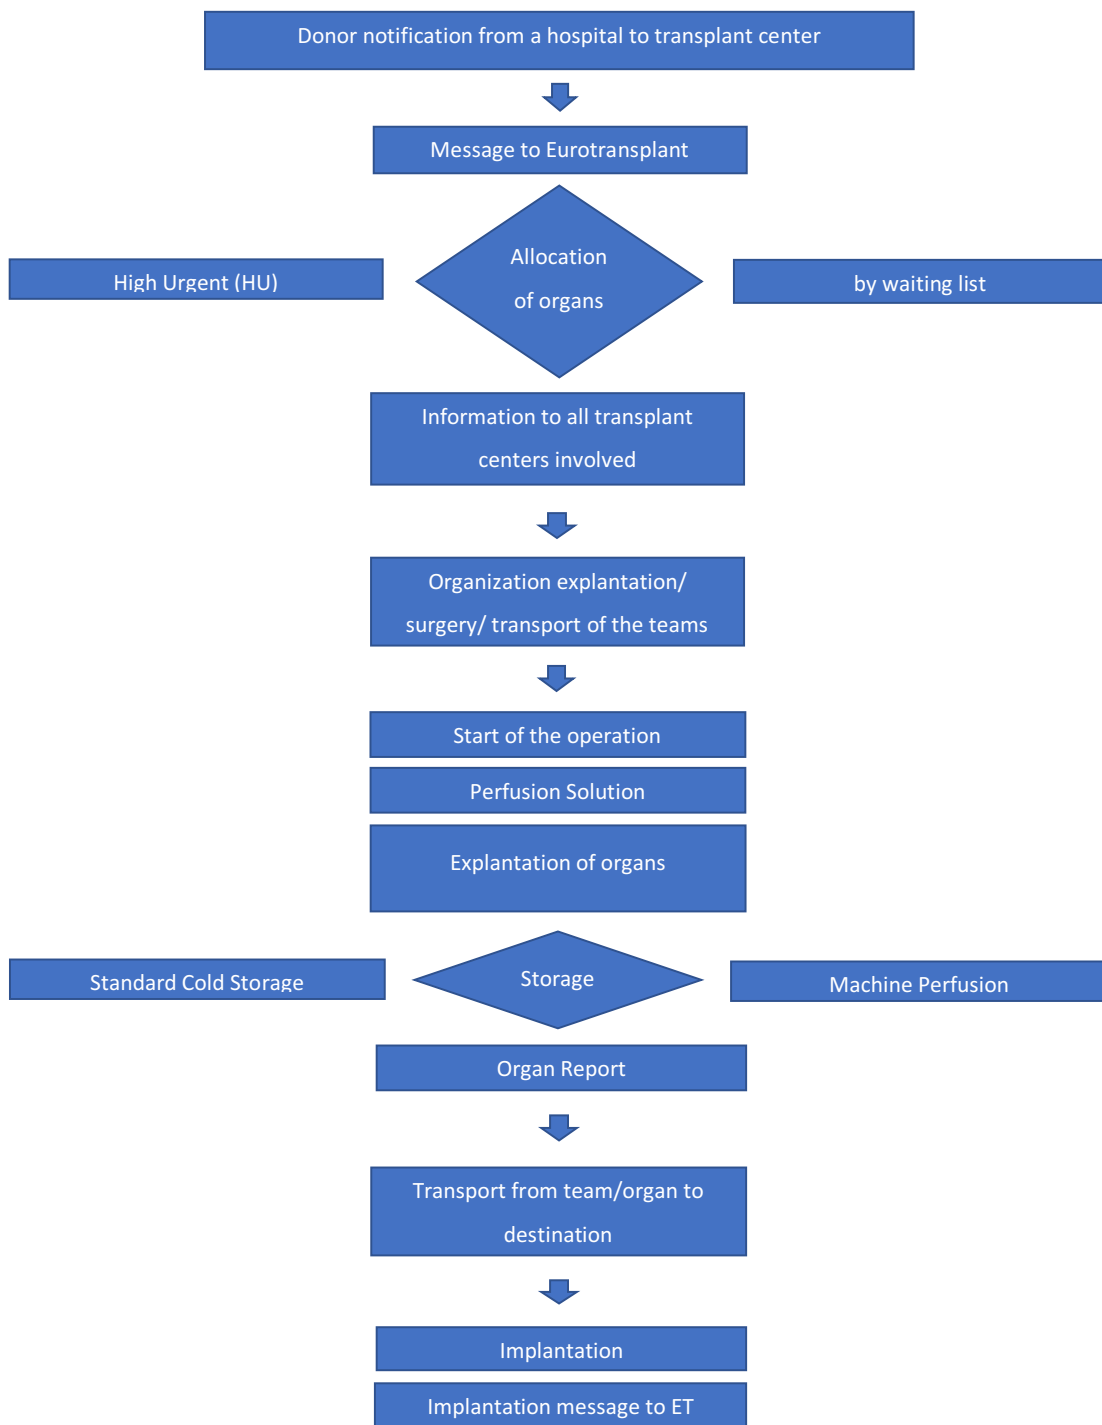 Donor notification from a hospital to transplant center
Message to Eurotransplant
Allocation
of organs
High Urgent (HU)
by waiting list
Information to all transplant
centers involved
Organization explantation/
surgery/ transport of the teams
Start of the operation
Perfusion Solution
Explantation of organs
Storage
Standard Cold Storage
Machine Perfusion
Organ Report
Transport from team/organ to
destination
Implantation
Implantation message to ET